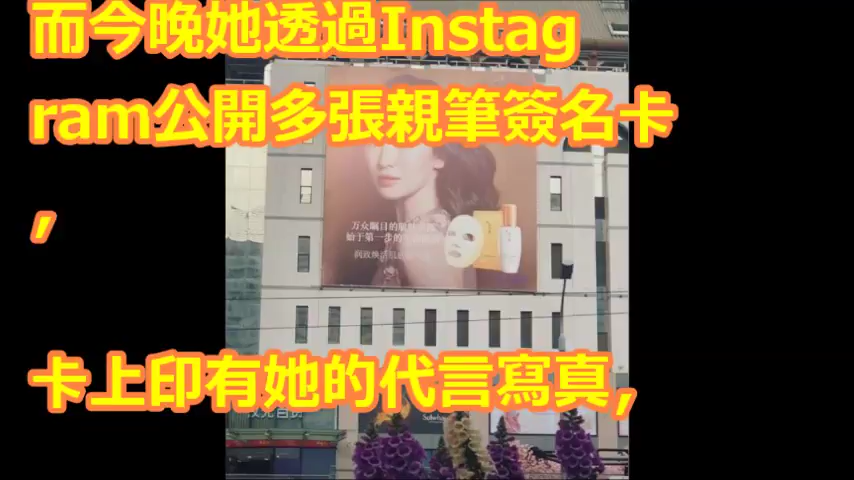 而今晚她透過Instag
ram公開多張親筆簽名卡
,
万众瞩目的
始于第一步的
卡上印有她的代言寫真,